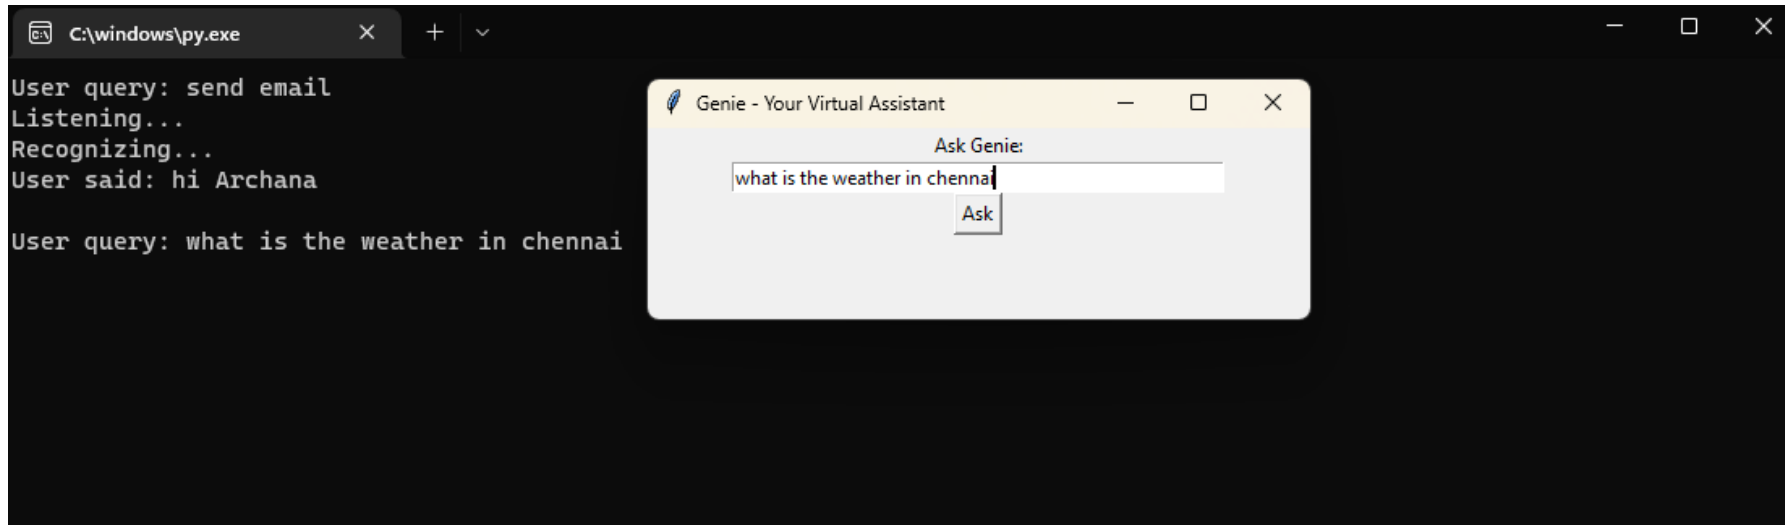 C:\windows\py.exe
User query: send email
Listening...
Recognizing...
User said: hi Archana
User query: what is the weather in chennai
Genie - Your Virtual Assistant
Ask Genie:
what is the weather in chennai
Ask